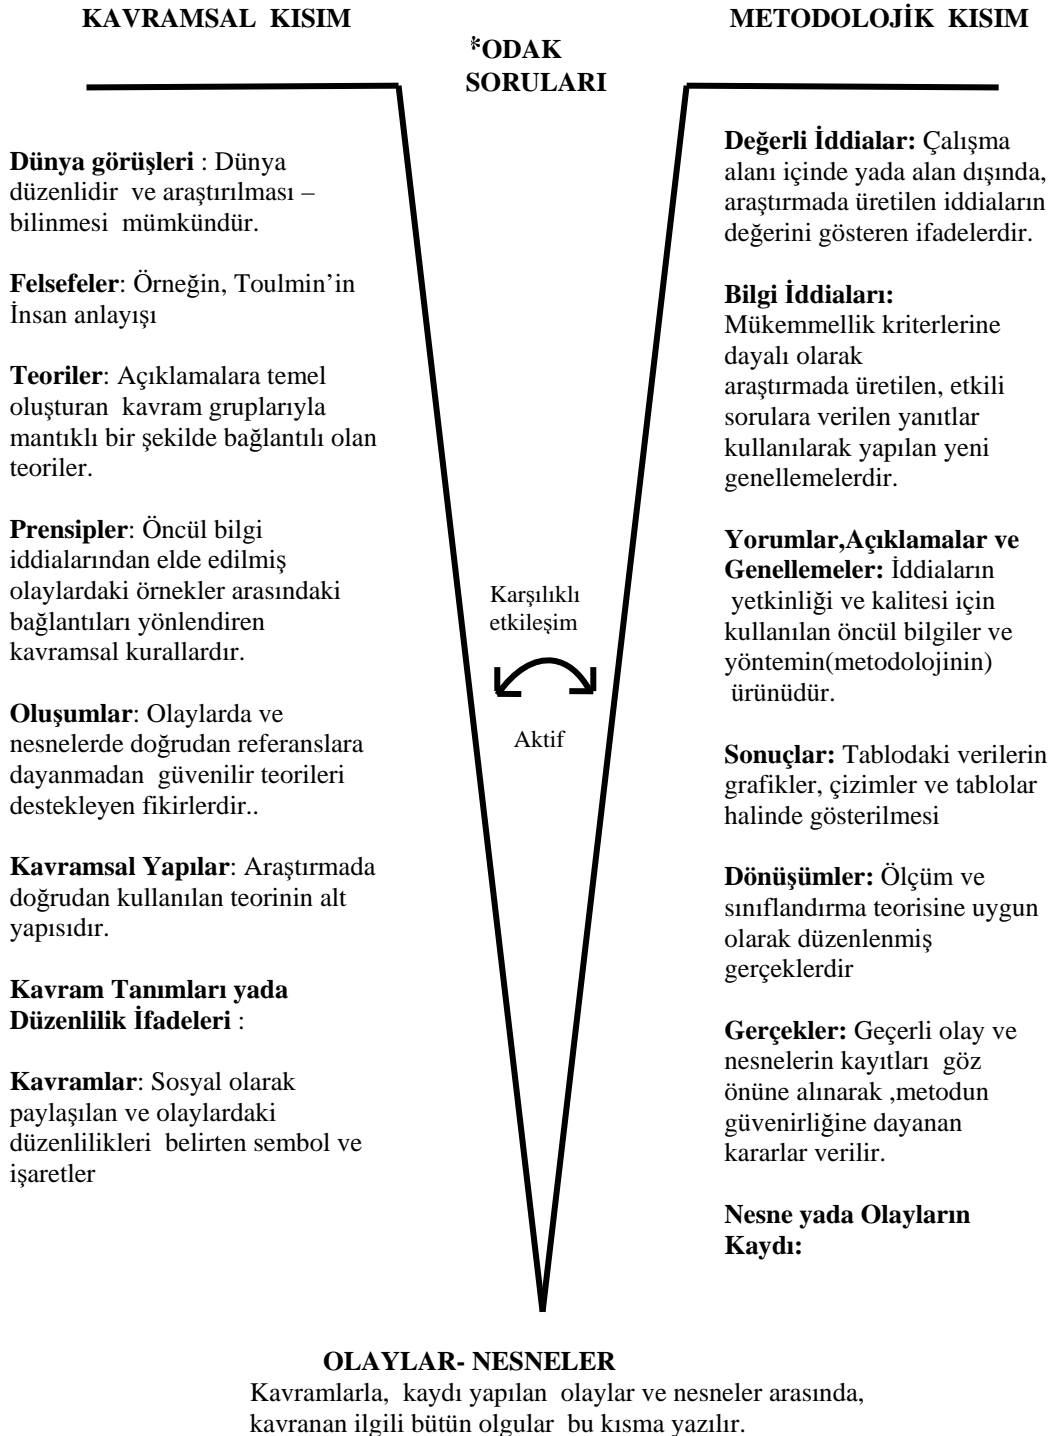 KAVRAMSAL  KISIM
METODOLOJİK  KISIM
*ODAK
SORULARI
Dünya görüşleri : Dünya
düzenlidir  ve araştırılması –
bilinmesi  mümkündür.
Felsefeler: Örneğin, Toulmin’in
İnsan anlayışı
Teoriler: Açıklamalara temel
oluşturan  kavram gruplarıyla
mantıklı bir şekilde bağlantılı olan
teoriler.
Prensipler: Öncül bilgi
iddialarından elde edilmiş
olaylardaki örnekler arasındaki
bağlantıları yönlendiren
kavramsal kurallardır.
Oluşumlar: Olaylarda ve
nesnelerde doğrudan referanslara
dayanmadan  güvenilir teorileri
destekleyen fikirlerdir..
Kavramsal Yapılar: Araştırmada
doğrudan kullanılan teorinin alt
yapısıdır.
Kavram Tanımları yada
Düzenlilik İfadeleri :
Kavramlar: Sosyal olarak
paylaşılan ve olaylardaki
düzenlilikleri  belirten sembol ve
işaretler
Karşılıklı
etkileşim
Aktif
Değerli İddialar: Çalışma
alanı içinde yada alan dışında,
araştırmada üretilen iddiaların
değerini gösteren ifadelerdir.
Bilgi İddiaları:
Mükemmellik kriterlerine
dayalı olarak
araştırmada üretilen, etkili
sorulara verilen yanıtlar
kullanılarak yapılan yeni
genellemelerdir.
Yorumlar,Açıklamalar ve
Genellemeler: İddiaların
yetkinliği ve kalitesi için
kullanılan öncül bilgiler ve
yöntemin(metodolojinin)
ürünüdür.
Sonuçlar: Tablodaki verilerin
grafikler, çizimler ve tablolar
halinde gösterilmesi
Dönüşümler: Ölçüm ve
sınıflandırma teorisine uygun
olarak düzenlenmiş
gerçeklerdir
Gerçekler: Geçerli olay ve
nesnelerin kayıtları  göz
önüne alınarak ,metodun
güvenirliğine dayanan
kararlar verilir.
Nesne yada Olayların
Kaydı:
OLAYLAR- NESNELER
Kavramlarla,  kaydı yapılan  olaylar ve nesneler arasında,
kavranan ilgili bütün olgular  bu kısma yazılır.